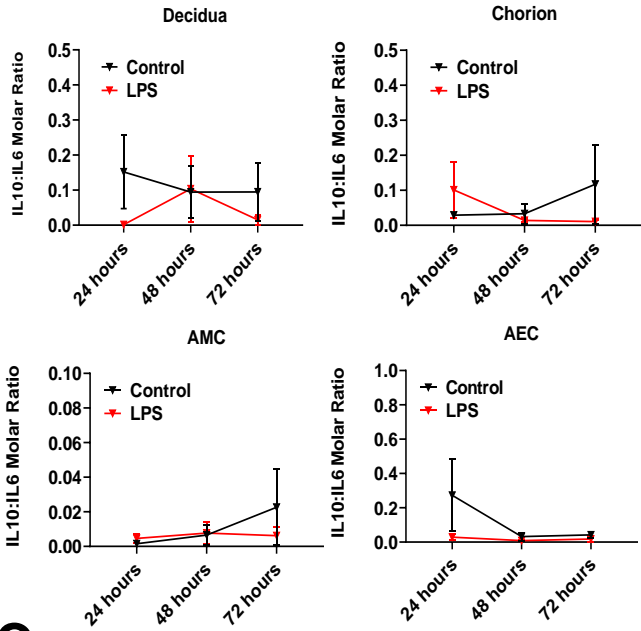 Decidua
IL10:IL6 Molar Ratio
0.5
0.4
0.3
0.2
0.1
0.0
Control
LPS
24 hours
48 hours
72 hours
Chorion
IL10:IL6 Molar Ratio
0.5
0.4
0.3
0.2
0.1
0.0
Control
LPS
24 hours
48 hours
72 hours
AMC
IL10:IL6 Molar Ratio
0.10
0.08
0.06
0.04
0.02
0.00
Control
LPS
24 hours
48 hours
72 hours
AEC
IL10:IL6 Molar Ratio
1.0
0.8
0.6
0.4
0.2
0.0
Control
LPS
24 hours
48 hours
72 hours